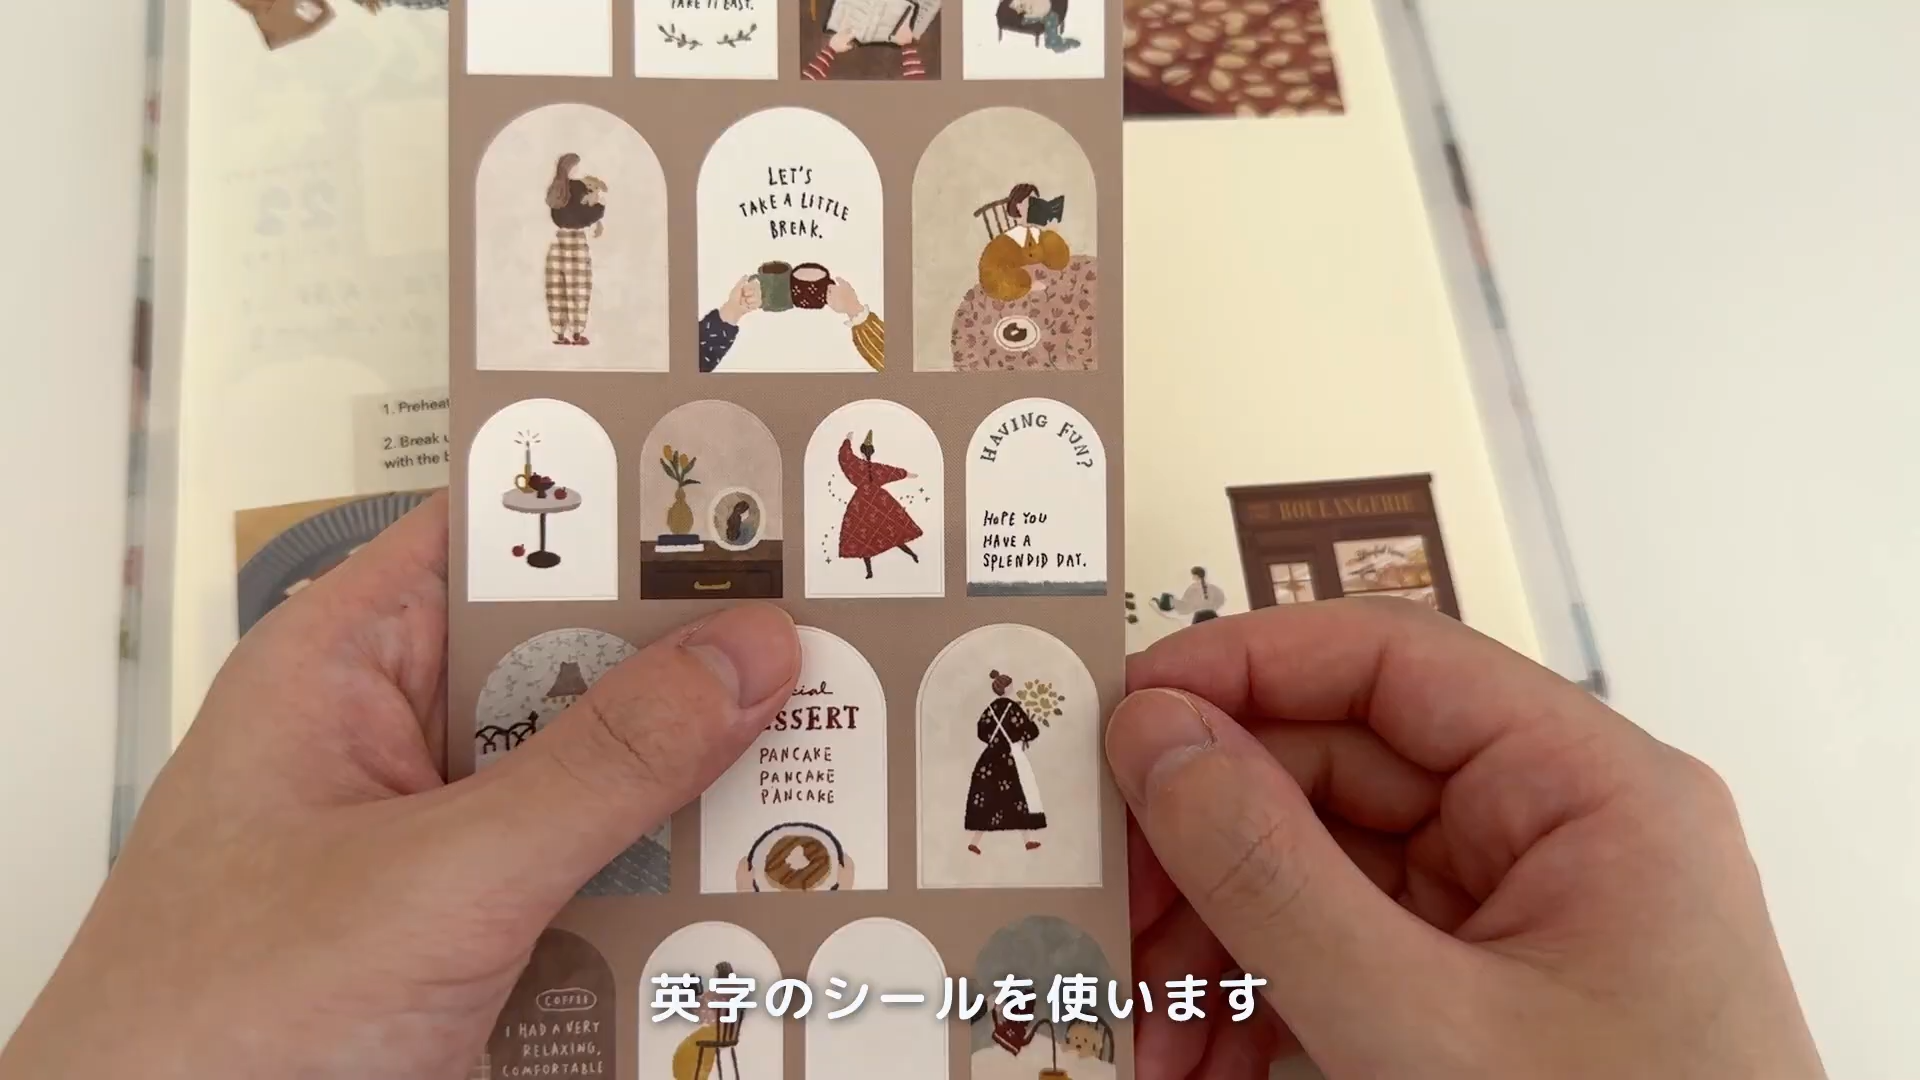 TAKE IT EASY.
LET'S
TAKE A LITTLE
BREAK.
HAVING FUN?
HOPE YOU
HAVE A
SPLENDID DAY.
1. Preheat
2. Break
with the
BOULANGERIE
DESSERT
PANCAKE
PANCAKE
PANCAKE
COFFEE
I HAD A VERY
RELAXING,
COMFORTABLE
英字のシールを使います